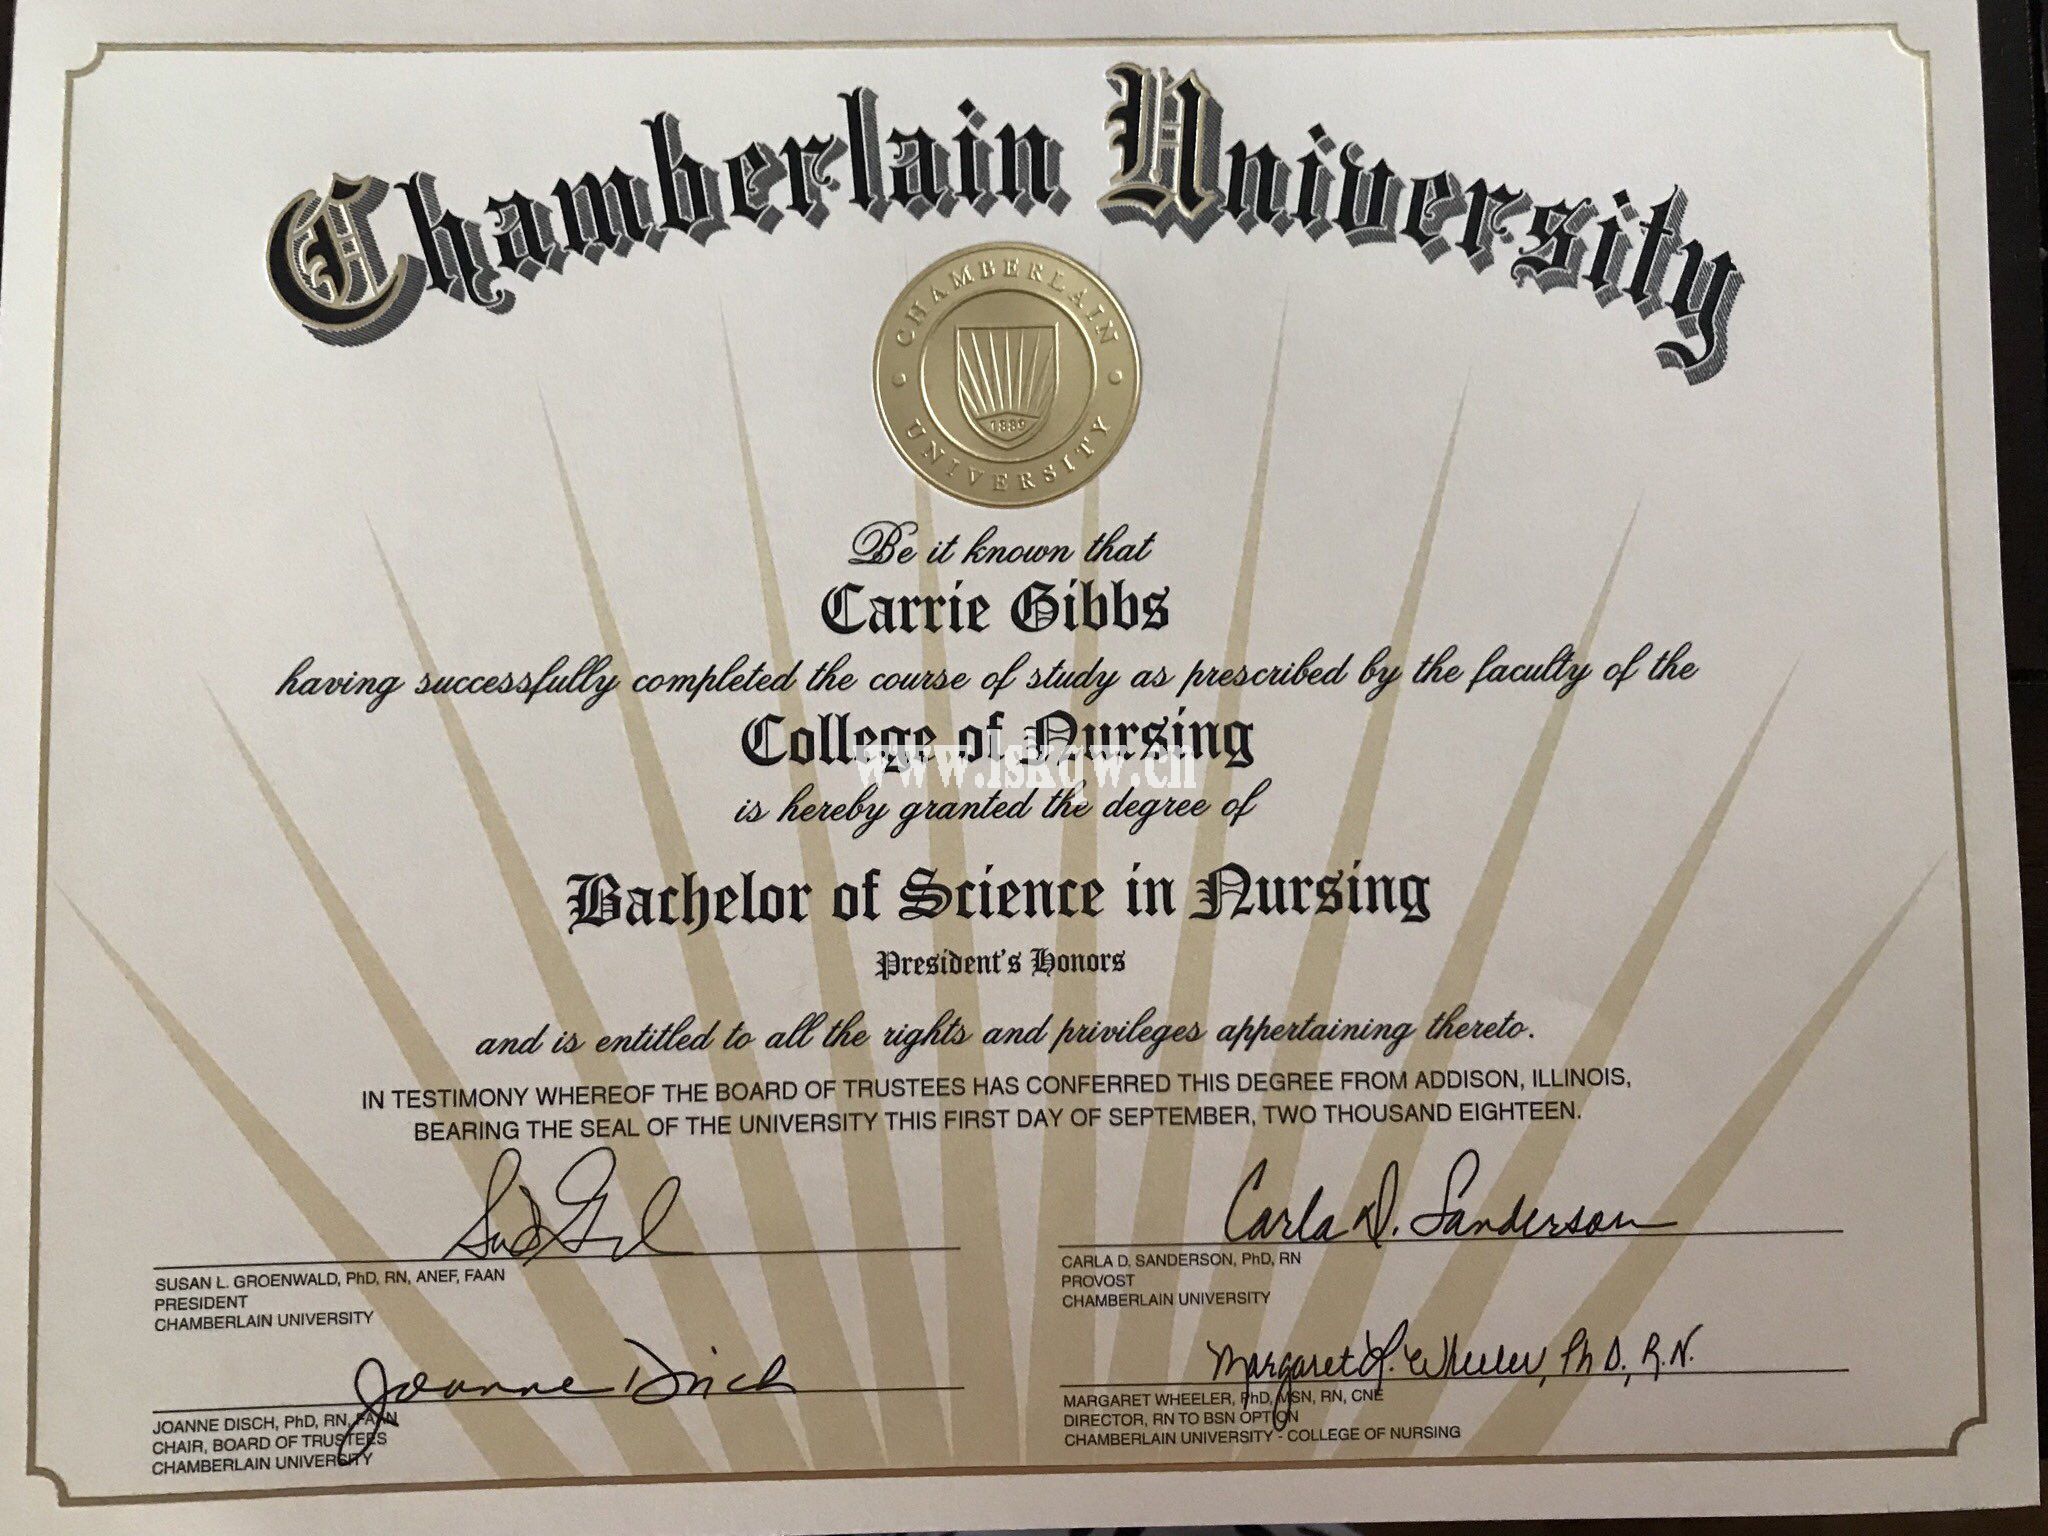 Chamberlain University
CHAMBERLAIN UNIVERSITY
Be it known that
Carrie Gibbs
having successfully completed the course of study as prescribed by the faculty of the
College of Nursing
www.lskqw.cn
is hereby granted the degree of
Bachelor of Science in Nursing
President's Honors
and is entitled to all the rights and privileges appertaining thereto.
IN TESTIMONY WHEREOF THE BOARD OF TRUSTEES HAS CONFERRED THIS DEGREE FROM ADDISON, ILLINOIS,
BEARING THE SEAL OF THE UNIVERSITY THIS FIRST DAY OF SEPTEMBER, TWO THOUSAND EIGHTEEN.
SUSAN L. GROENWALD, PhD, RN, ANEF, FAAN
PRESIDENT
CHAMBERLAIN UNIVERSITY
Carla D. Sanderson
CARLA D. SANDERSON, PhD, RN
PROVOST
CHAMBERLAIN UNIVERSITY
Joanne Disch
JOANNE DISCH, PhD, RN, FAAN
CHAIR, BOARD OF TRUSTEES
CHAMBERLAIN UNIVERSITY
Margaret L. Wheeler, PhD., R.N.
MARGARET WHEELER, PhD, MSN, RN, CNE
DIRECTOR, RN TO BSN OPTION
CHAMBERLAIN UNIVERSITY - COLLEGE OF NURSING